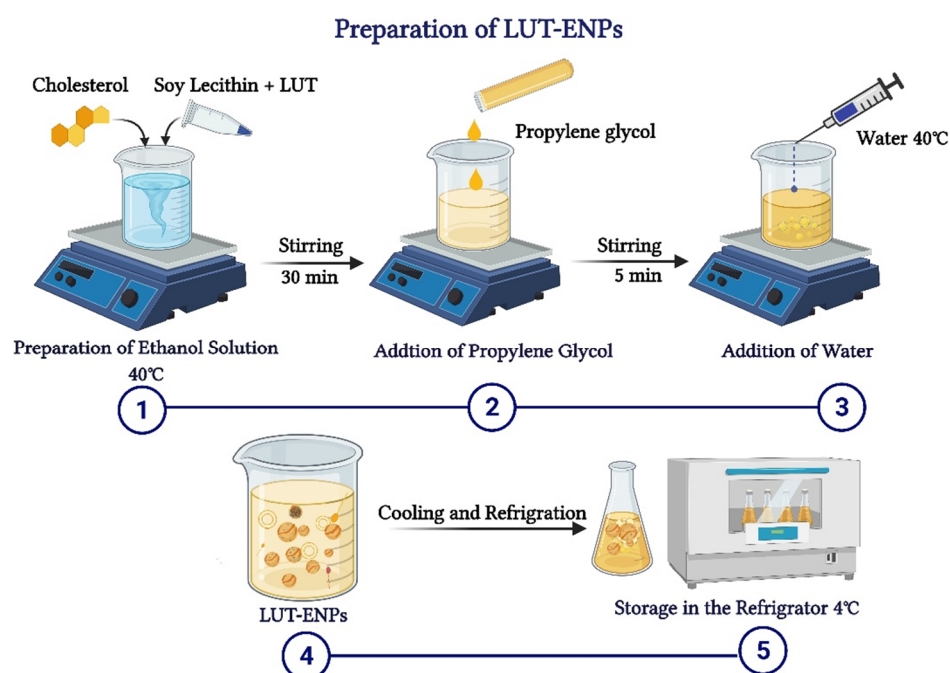 Preparation of LUT-ENPs
Cholesterol
Soy Lecithin + LUT
Propylene glycol
Water 40℃
Stirring
30 min
Stirring
5 min
Preparation of Ethanol Solution
40℃
Addtion of Propylene Glycol
Addition of Water
1
2
3
Cooling and Refrigration
LUT-ENPs
Storage in the Refrigrator 4℃
4
5